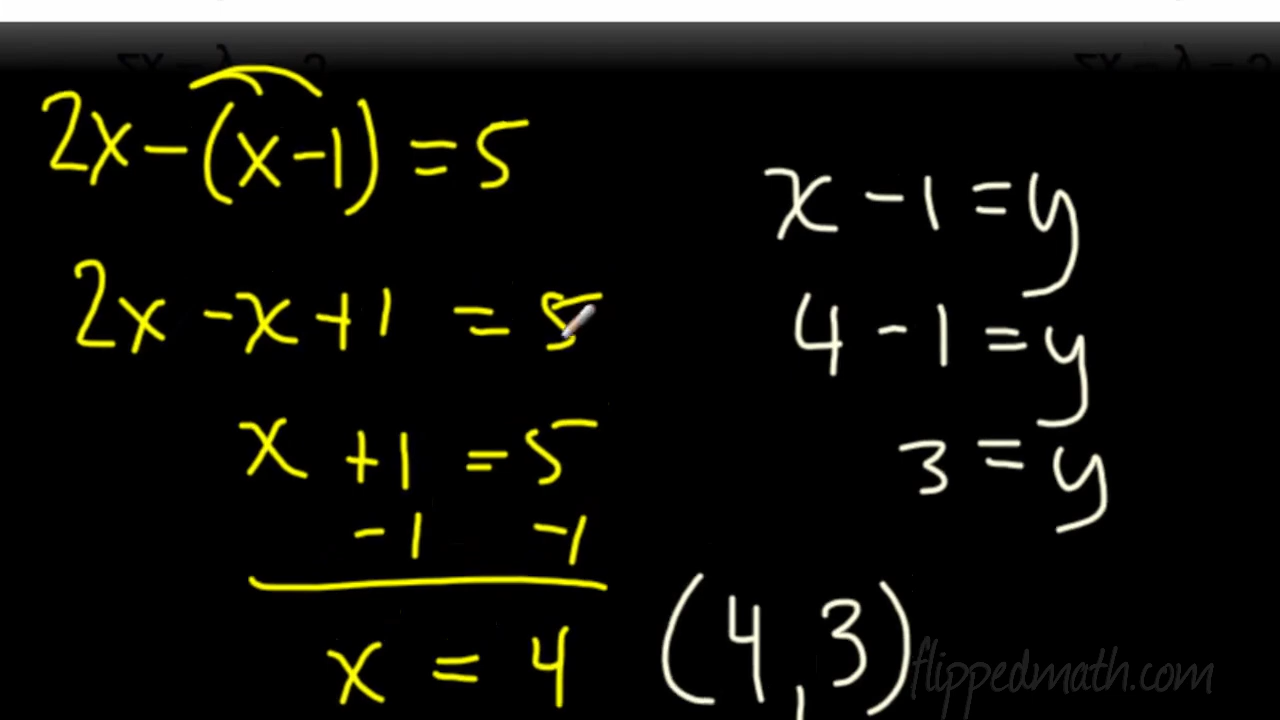 2x-(x-1)=5
2x-x+1=5
x+1=5
-1 -1
x=4
x-1=y
4-1=y
3=y
(4,3)
flippedmath.com